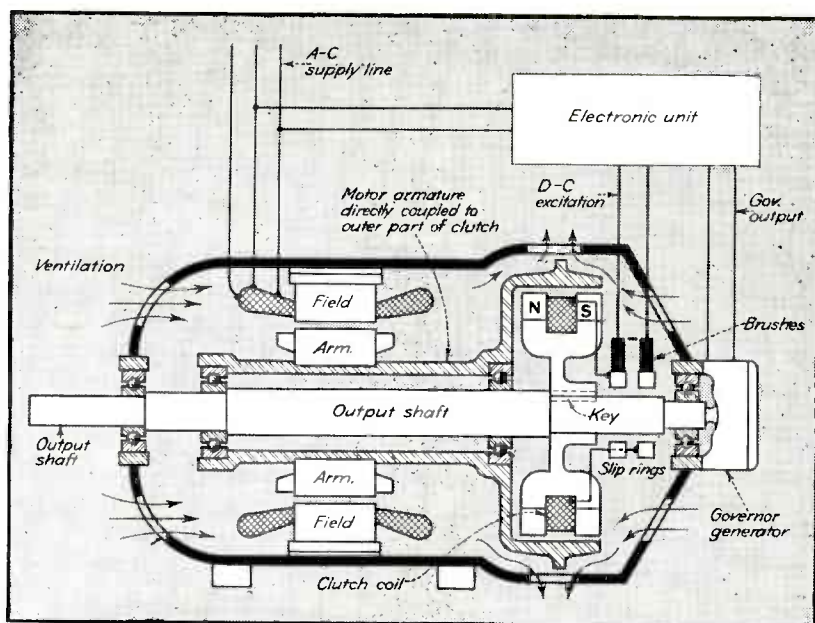 A-C
supply line
Electronic unit
D-C
excitation
Gov.
output
Motor armature
directly coupled to
outer part of clutch
Ventilation
Field
N
S
Brushes
Arm.
Output shaft
Key
Output
shaft
Slip rings
Arm.
Field
Governor
generator
Clutch coil